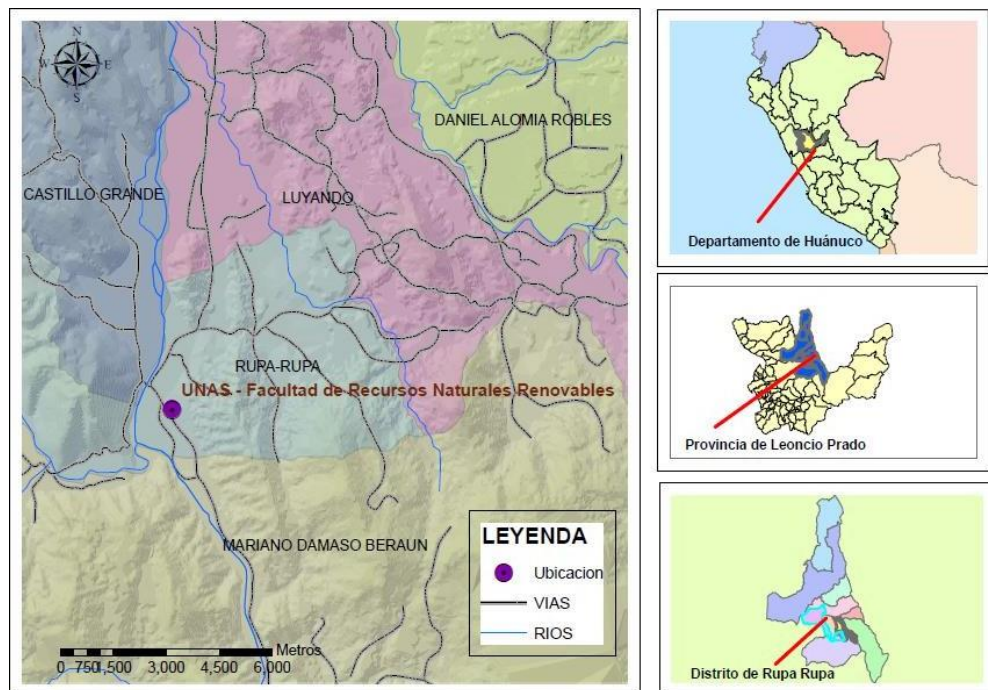 N
W
E
S
DANIEL ALOMIA ROBLES
CASTILLO GRANDE
LUYANDO
RUPA-RUPA
UNAS - Facultad de Recursos Naturales Renovables
MARIANO DAMASO BERAUN
LEYENDA
Ubicacion
VIAS
RIOS
Metros
0 750 1,500 3,000 4,500 6,000
Departamento de Huánuco
Provincia de Leoncio Prado
Distrito de Rupa Rupa